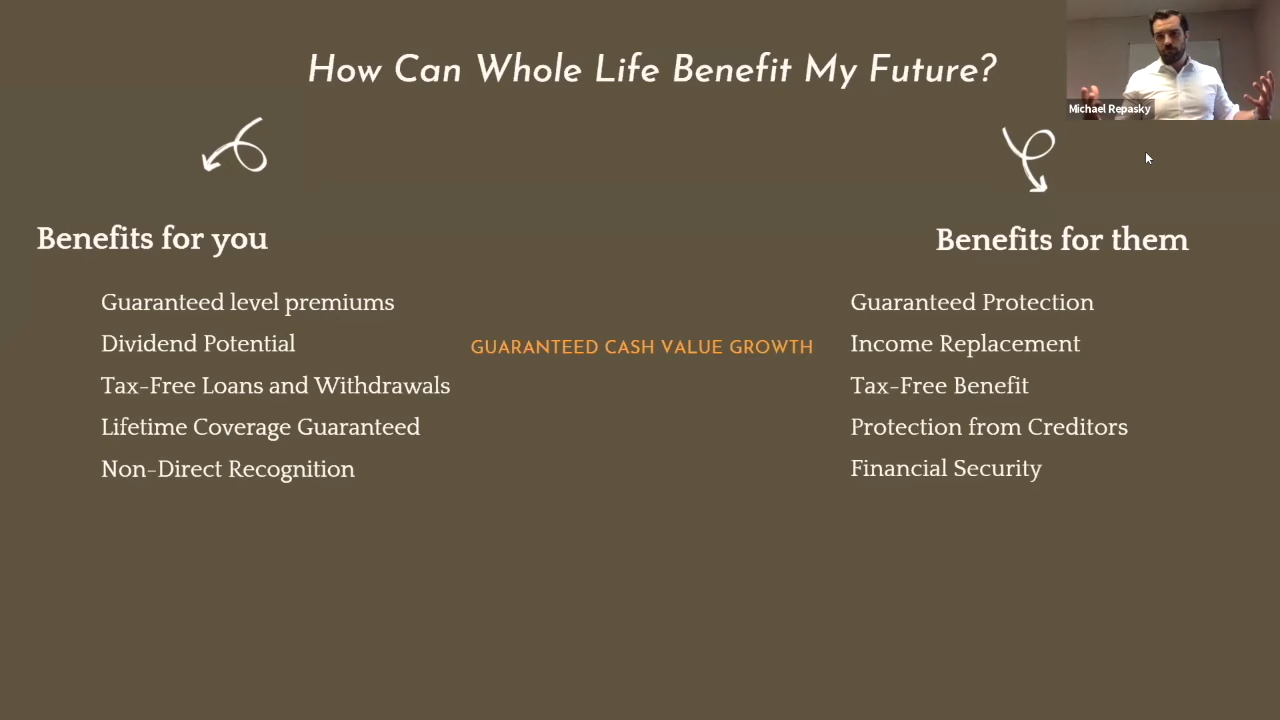 How Can Whole Life Benefit My Future?
Michael Repasky
Benefits for you
Guaranteed level premiums
Dividend Potential
Tax-Free Loans and Withdrawals
Lifetime Coverage Guaranteed
Non-Direct Recognition
GUARANTEED CASH VALUE GROWTH
Benefits for them
Guaranteed Protection
Income Replacement
Tax-Free Benefit
Protection from Creditors
Financial Security